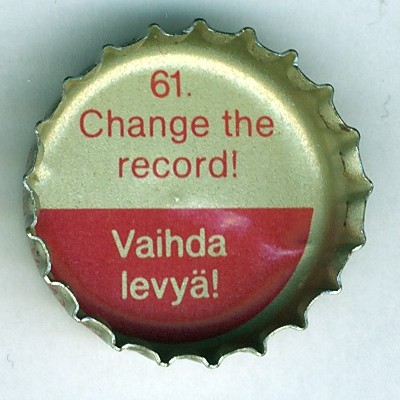 61.
Change the
record!
Vaihda
levyä!